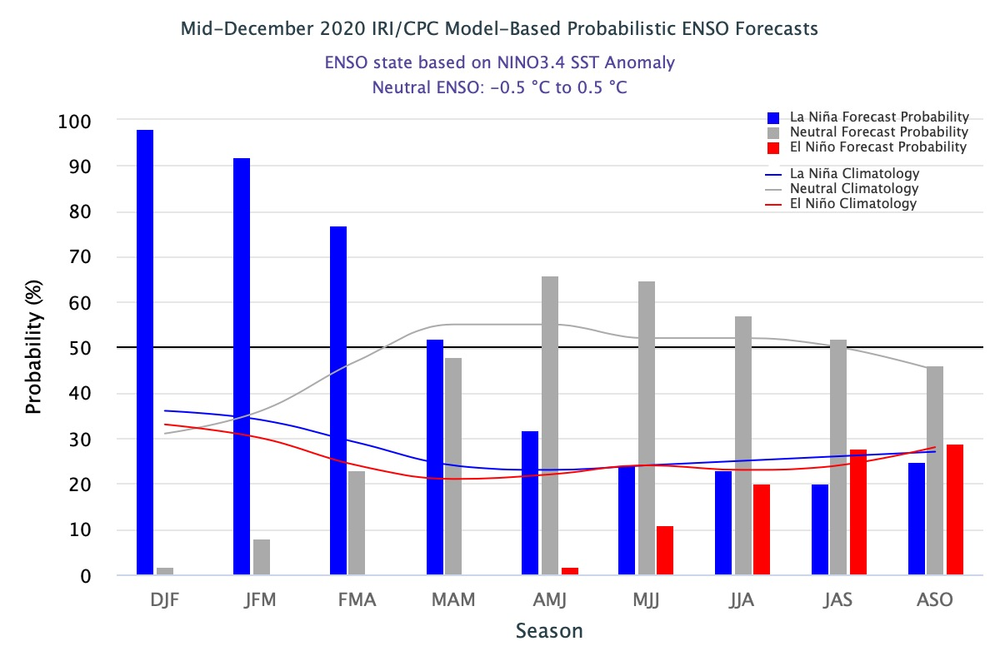 Mid-December 2020 IRI/CPC Model-Based Probabilistic ENSO Forecasts
ENSO state based on NINO3.4 SST Anomaly
Neutral ENSO: -0.5 °C to 0.5 °C
La Niña Forecast Probability
Neutral Forecast Probability
El Niño Forecast Probability
La Niña Climatology
Neutral Climatology
El Niño Climatology
Probability (%)
100
90
80
70
60
50
40
30
20
10
0
DJF JFM FMA MAM AMJ MJJ JJA JAS ASO
Season